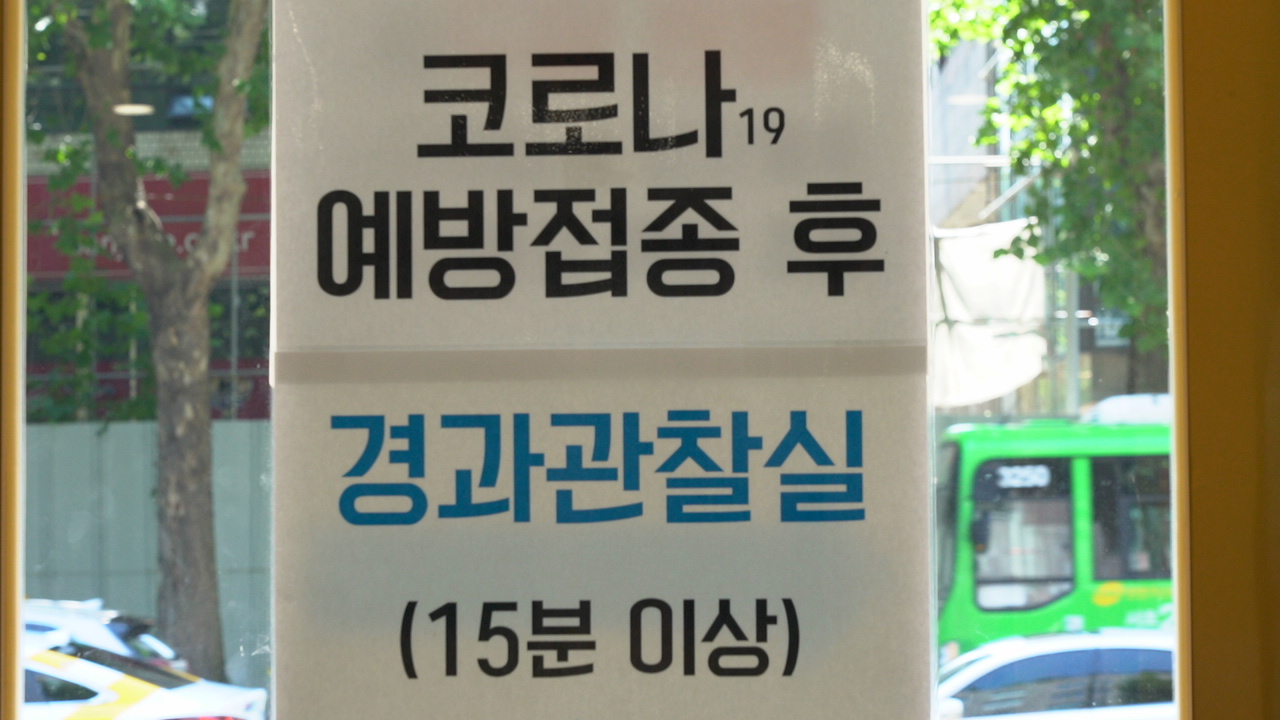 코로나19
예방접종 후
경과관찰실
(15분 이상)
3250